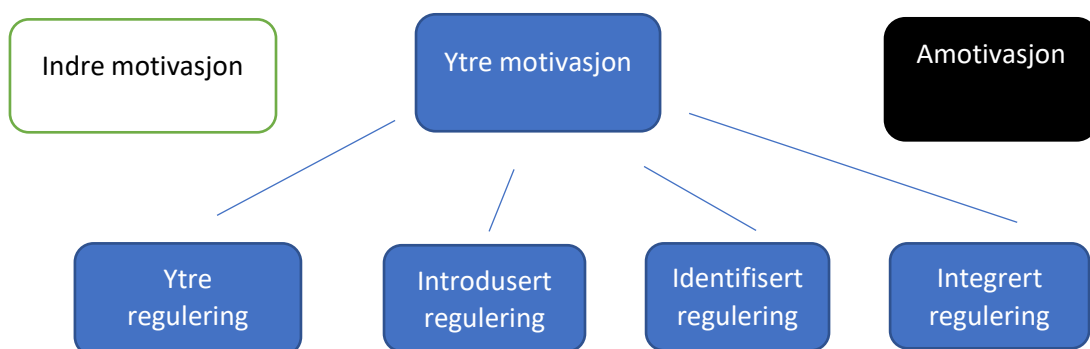 Indre motivasjon
Ytre motivasjon
Amotivasjon
Ytre
regulering
Introdusert
regulering
Identifisert
regulering
Integrert
regulering